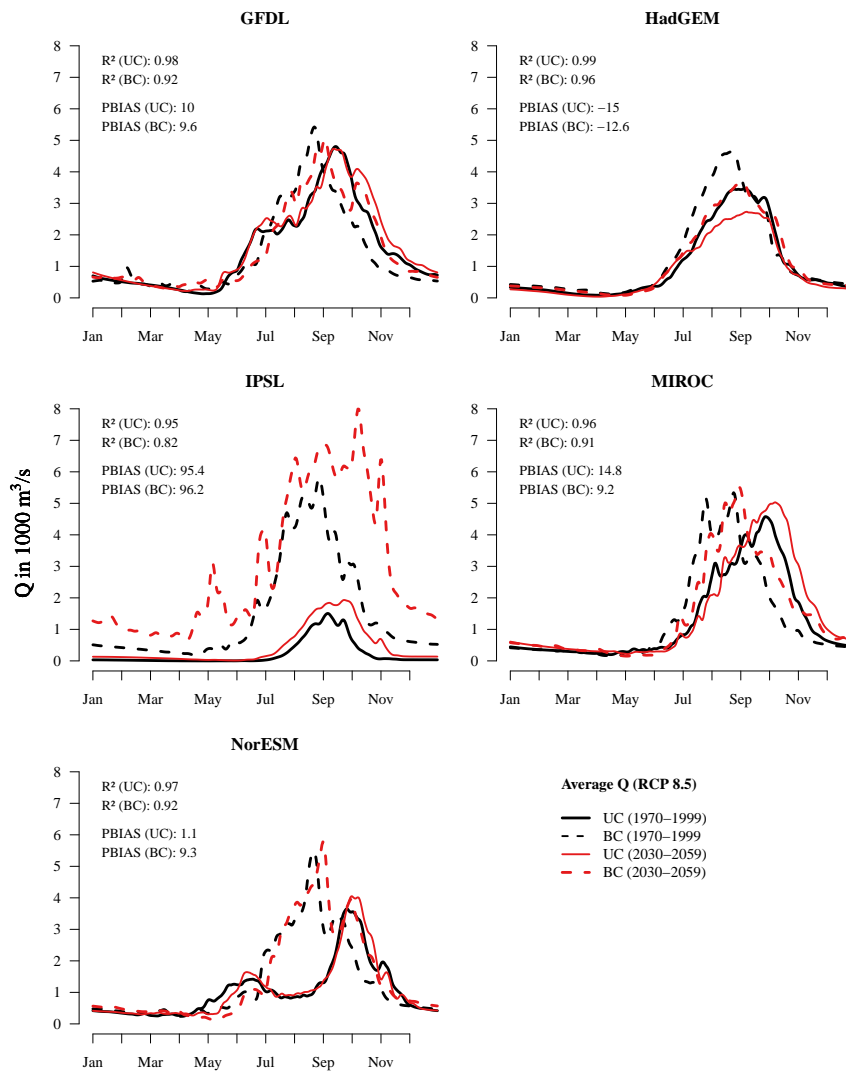 GFDL
R² (UC): 0.98
R² (BC): 0.92
PBIAS (UC): 10
PBIAS (BC): 9.6
8
7
6
5
4
3
2
1
0
Jan Mar May Jul Sep Nov
HadGEM
R² (UC): 0.99
R² (BC): 0.96
PBIAS (UC): −15
PBIAS (BC): −12.6
8
7
6
5
4
3
2
1
0
Jan Mar May Jul Sep Nov
Q in 1000 m³/s
IPSL
R² (UC): 0.95
R² (BC): 0.82
PBIAS (UC): 95.4
PBIAS (BC): 96.2
8
7
6
5
4
3
2
1
0
Jan Mar May Jul Sep Nov
MIROC
R² (UC): 0.96
R² (BC): 0.91
PBIAS (UC): 14.8
PBIAS (BC): 9.2
8
7
6
5
4
3
2
1
0
Jan Mar May Jul Sep Nov
NorESM
R² (UC): 0.97
R² (BC): 0.92
PBIAS (UC): 1.1
PBIAS (BC): 9.3
8
7
6
5
4
3
2
1
0
Jan Mar May Jul Sep Nov
Average Q (RCP 8.5)
UC (1970−1999)
BC (1970−1999
UC (2030−2059)
BC (2030−2059)